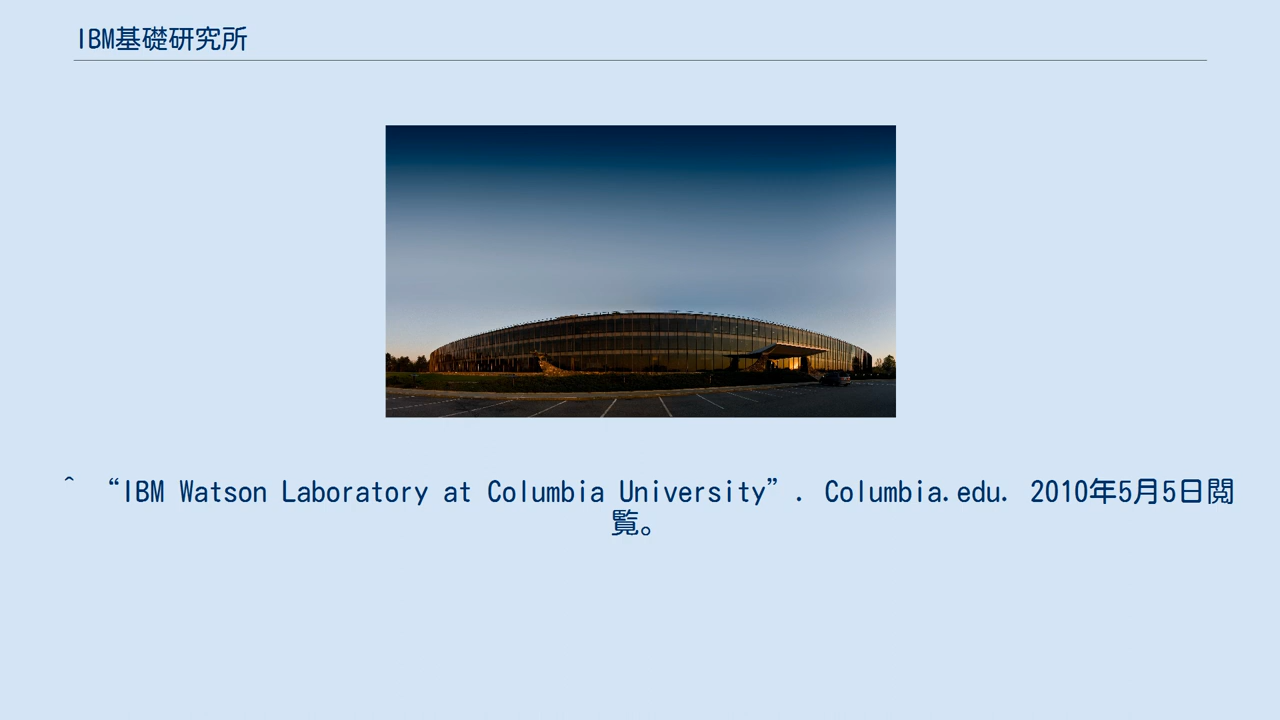 IBM基礎研究所
^ “IBM Watson Laboratory at Columbia University”. Columbia.edu. 2010年5月5日閲
覧。